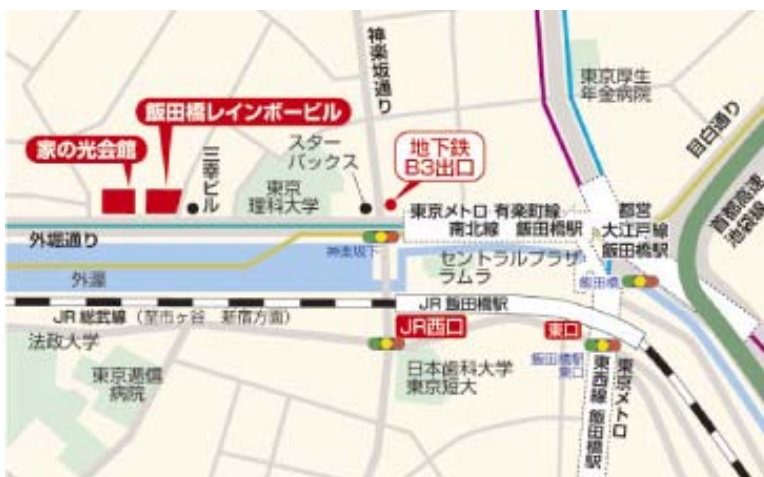 神楽坂通り
東京厚生
年金病院
目白通り
飯田橋レインボービル
家の光会館
三幸ビル
スター
バックス
地下鉄
B3出口
東京
理科大学
首都高速
池袋線
東京メトロ 有楽町線
南北線 飯田橋駅
都営
大江戸線
飯田橋駅
外堀通り
神楽坂下
セントラルプラザ
ラムラ
飯田橋
外濠
JR 飯田橋駅
JR 総武線(至市ヶ谷 新宿方面)
JR西口
東口
法政大学
飯田橋駅
東口
東京逓信
病院
日本歯科大学
東京短大
東京メトロ
東西線 飯田橋駅